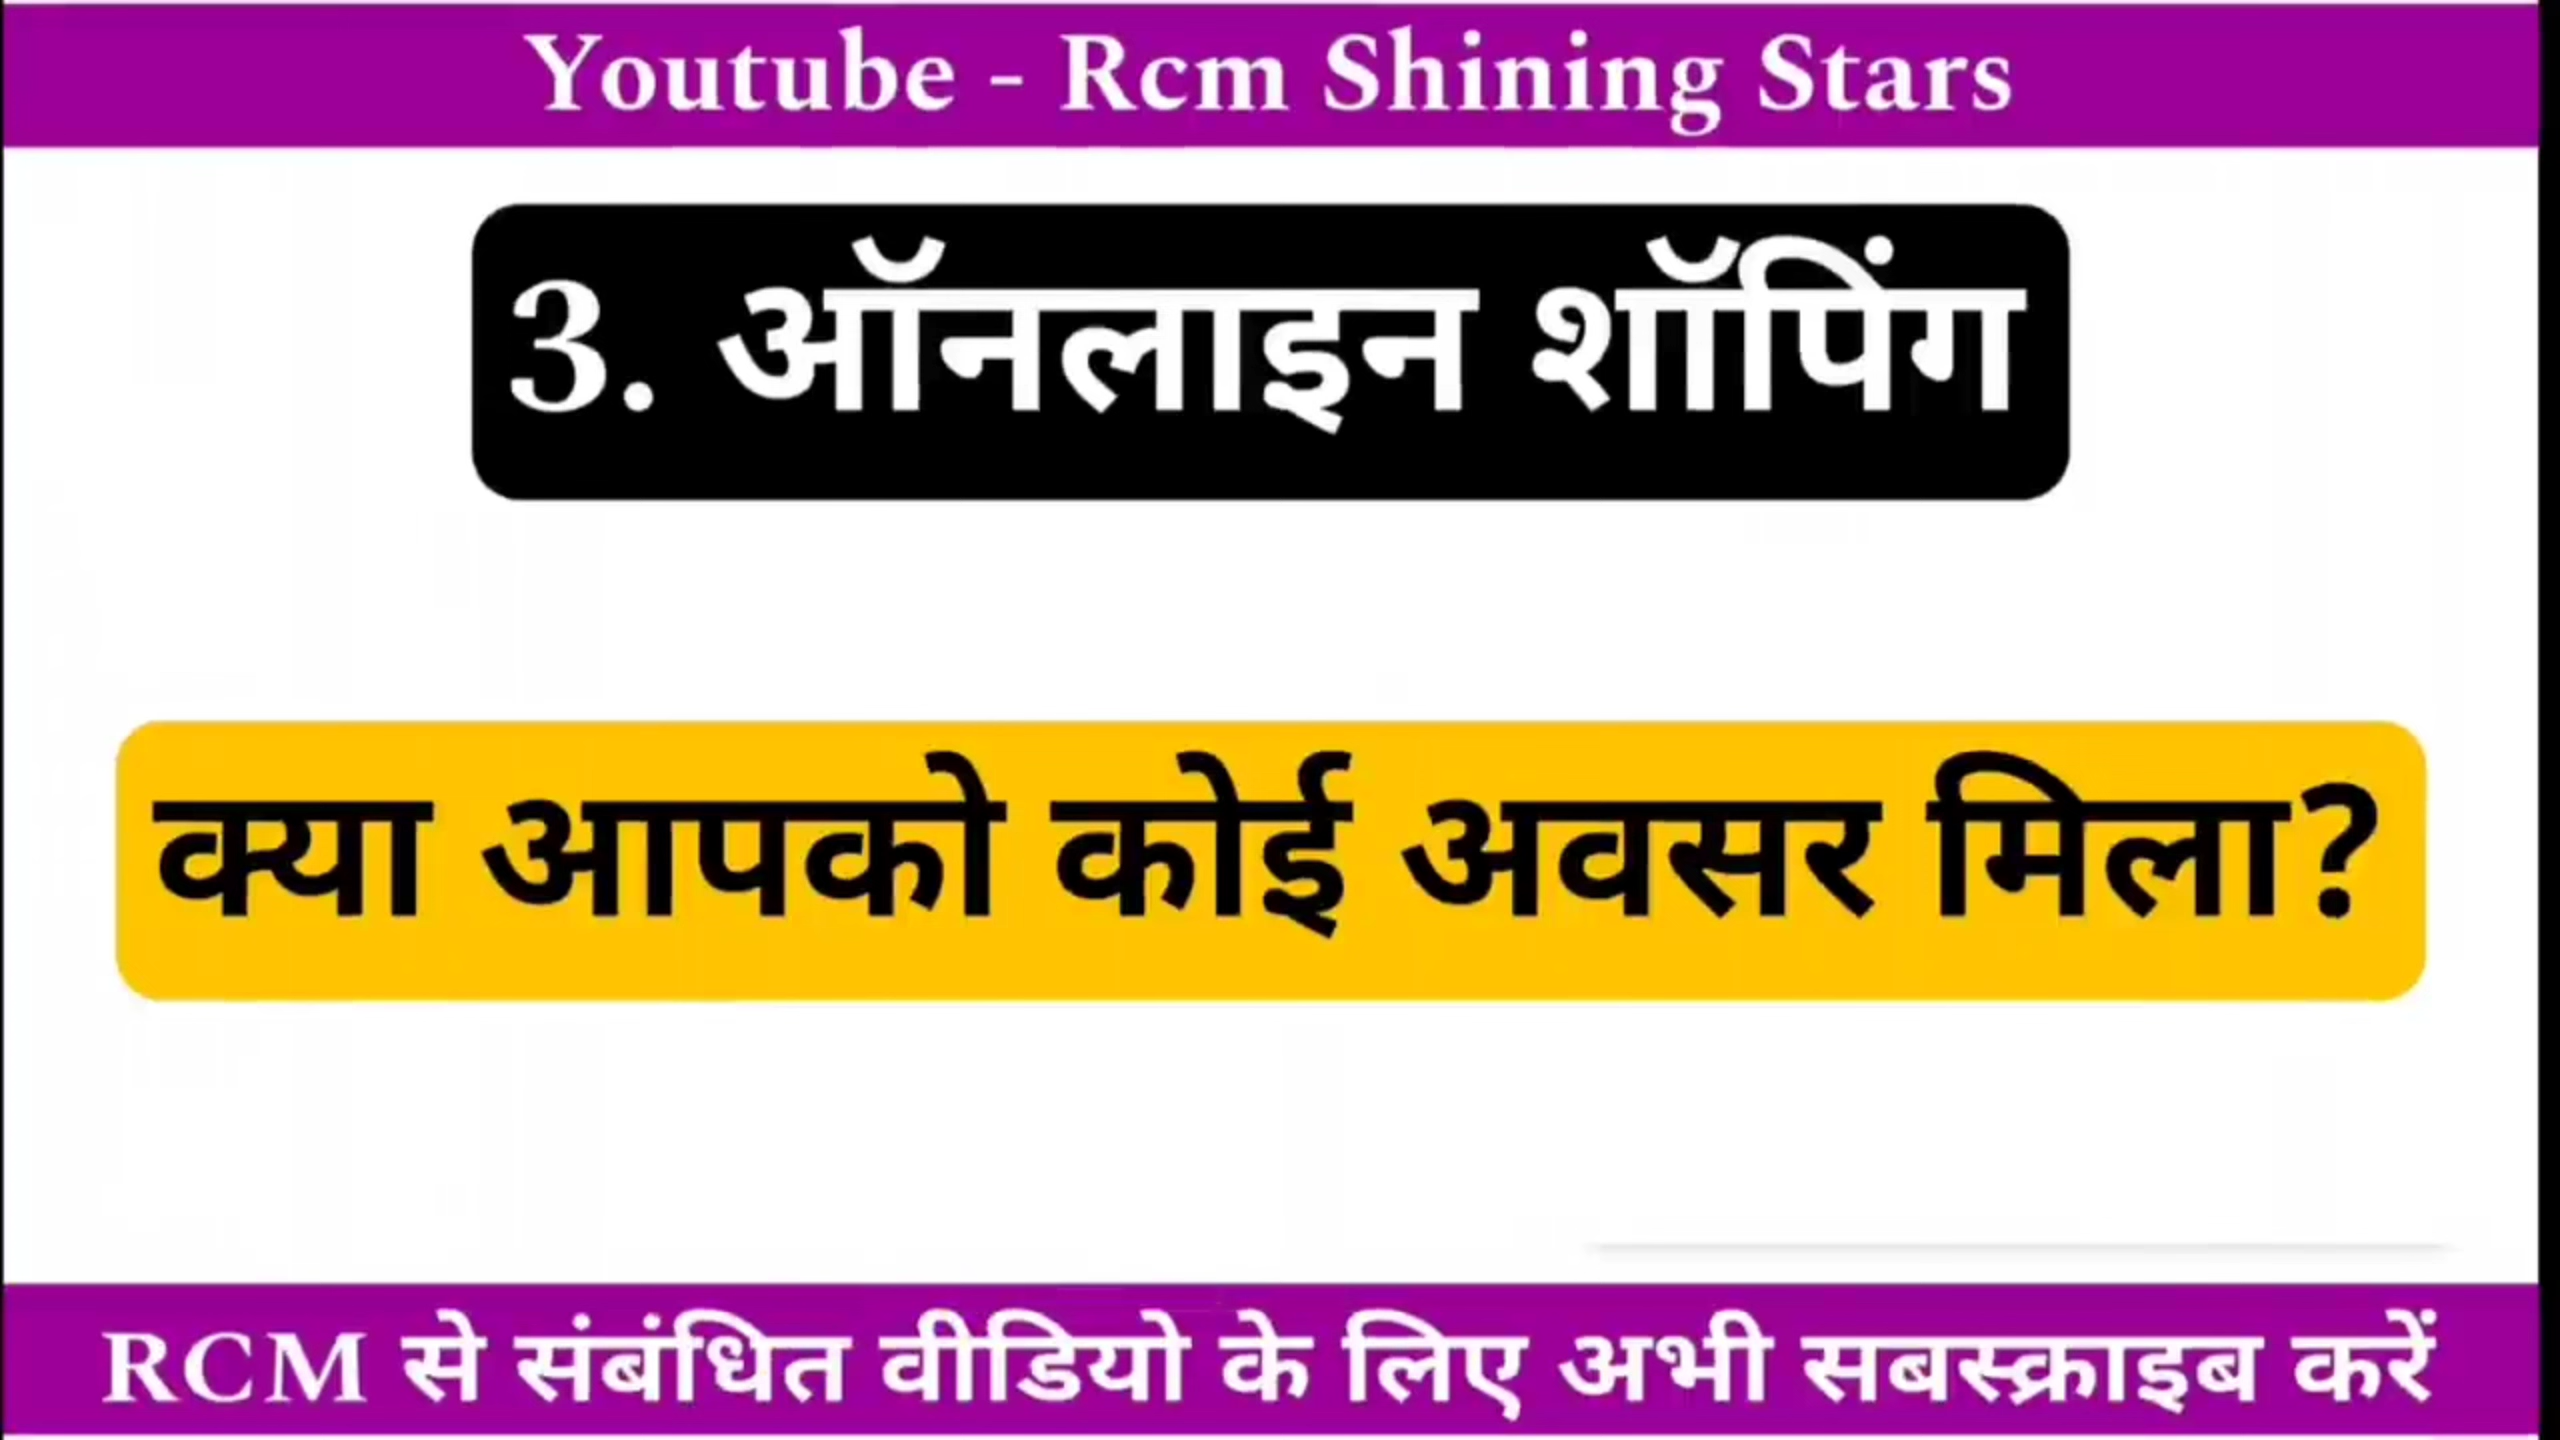 Youtube - Rcm Shining Stars
3. ऑनलाइन शॉपिंग
क्या आपको कोई अवसर मिला?
RCM से संबंधित वीडियो के लिए अभी सबस्क्राइब करें